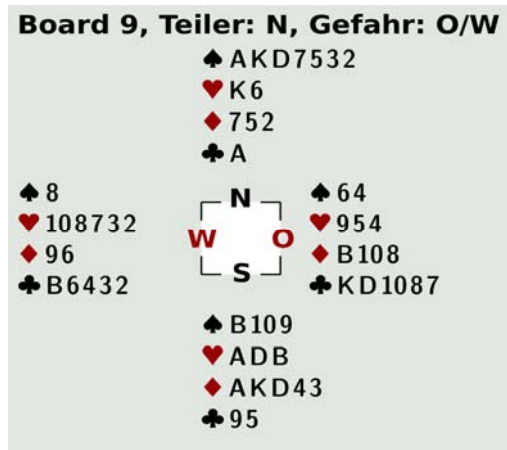 Board 9, Teiler: N, Gefahr: O/W
♠ AKD7532
♥ K6
♦ 752
♣ A
♠ 8
♥ 108732
♦ 96
♣ B6432
N
W O
S
♠ 64
♥ 954
♦ B108
♣ KD1087
♠ B109
♥ ADB
♦ AKD43
♣ 95